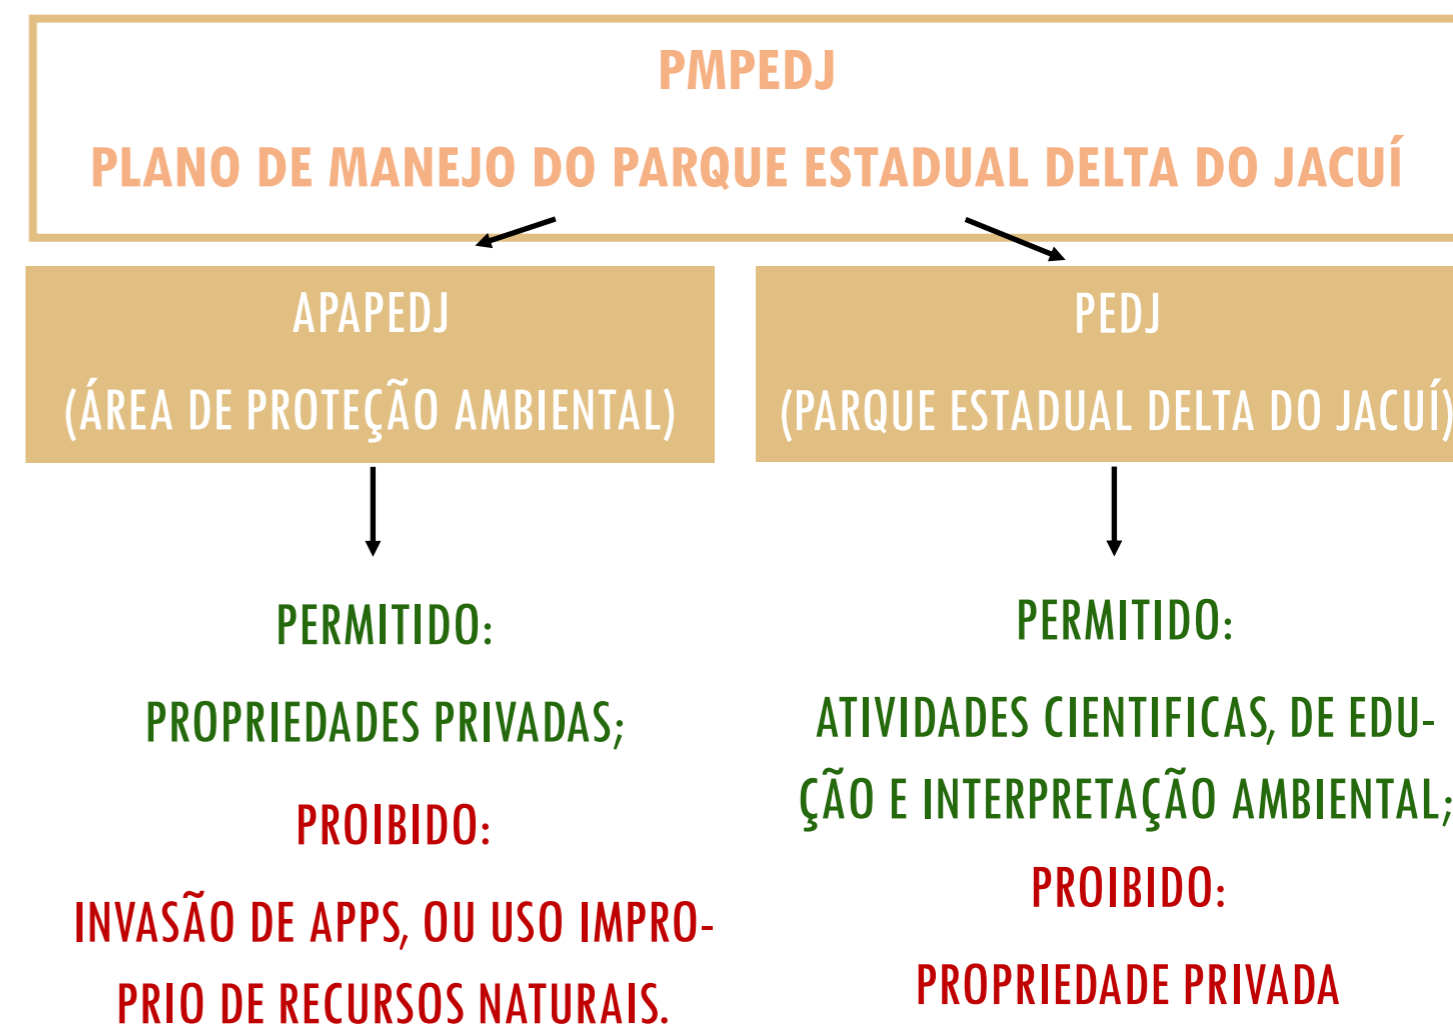 PMPEDJ
PLANO DE MANEJO DO PARQUE ESTADUAL DELTA DO JACUÍ
APAPEDJ
(ÁREA DE PROTEÇÃO AMBIENTAL)
PERMITIDO:
PROPRIEDADES PRIVADAS;
PROIBIDO:
INVASÃO DE APPS, OU USO IMPRO-
PRIO DE RECURSOS NATURAIS.
PEDJ
(PARQUE ESTADUAL DELTA DO JACUÍ)
PERMITIDO:
ATIVIDADES CIENTIFICAS, DE EDU-
ÇÃO E INTERPRETAÇÃO AMBIENTAL;
PROIBIDO:
PROPRIEDADE PRIVADA